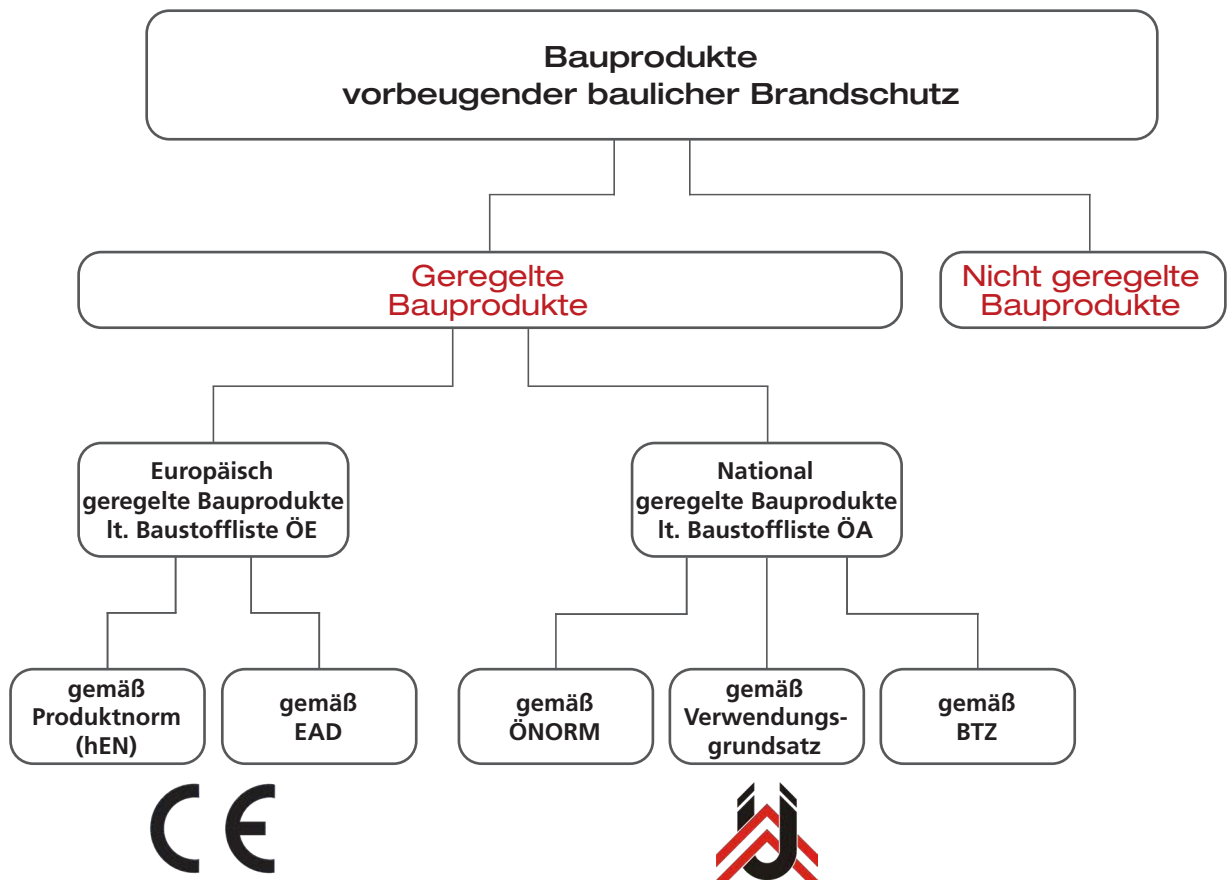 Bauprodukte
vorbeugender baulicher Brandschutz
Geregelte
Bauprodukte
Nicht geregelte
Bauprodukte
Europäisch
geregelte Bauprodukte
lt. Baustoffliste ÖE
National
geregelte Bauprodukte
lt. Baustoffliste ÖA
gemäß
Produktnorm
(hEN)
gemäß
EAD
gemäß
ÖNORM
gemäß
Verwendungs-
grundsatz
gemäß
BTZ
CE
Ü